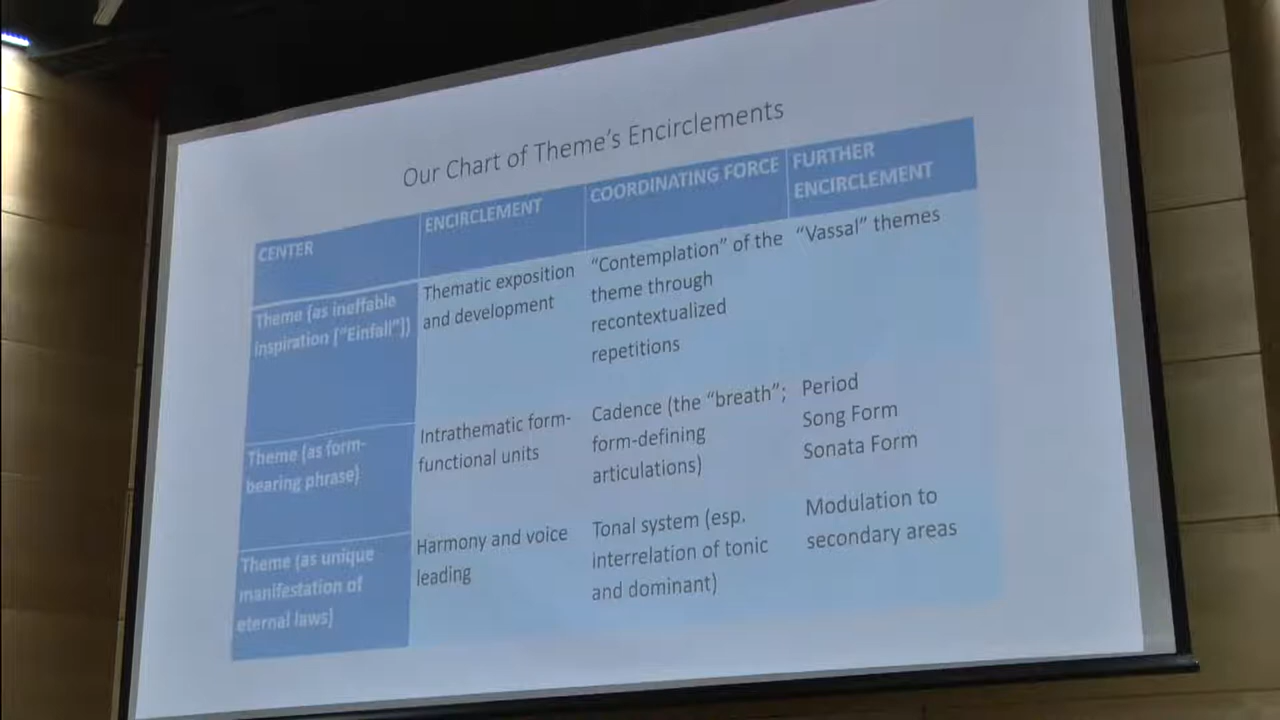 Our Chart of Theme's Encirclements
CENTER
ENCIRCLEMENT
COORDINATING FORCE
FURTHER
ENCIRCLEMENT
Theme (as ineffable
inspiration ["Einfall"])
Thematic exposition
and development
"Contemplation" of the
theme through
recontextualized
repetitions
"Vassal" themes
Theme (as form-
bearing phrase)
Intrathematic form-
functional units
Cadence (the "breath";
form-defining
articulations)
Period
Song Form
Sonata Form
Theme (as unique
manifestation of
eternal laws)
Harmony and voice
leading
Tonal system (esp.
interrelation of tonic
and dominant)
Modulation to
secondary areas